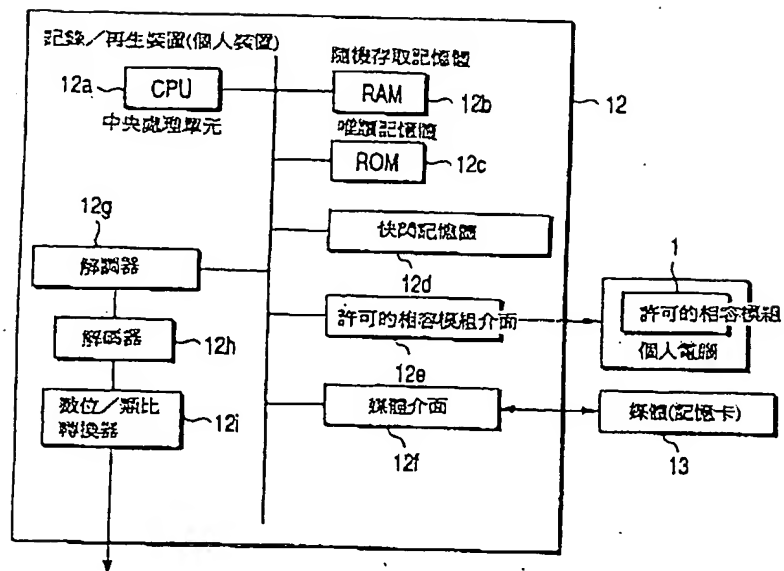 記錄／再生裝置(個人裝置)
12a
CPU
中央處理單元
隨機存取記憶體
RAM
12b
唯讀記憶體
ROM
12c
12
快閃記憶體
12d
12g
解調器
解碼器
12h
數位／類比
轉換器
12i
許可的相容模組介面
12e
媒體介面
12f
1
許可的相容模組
個人電腦
媒體(記憶卡)
13